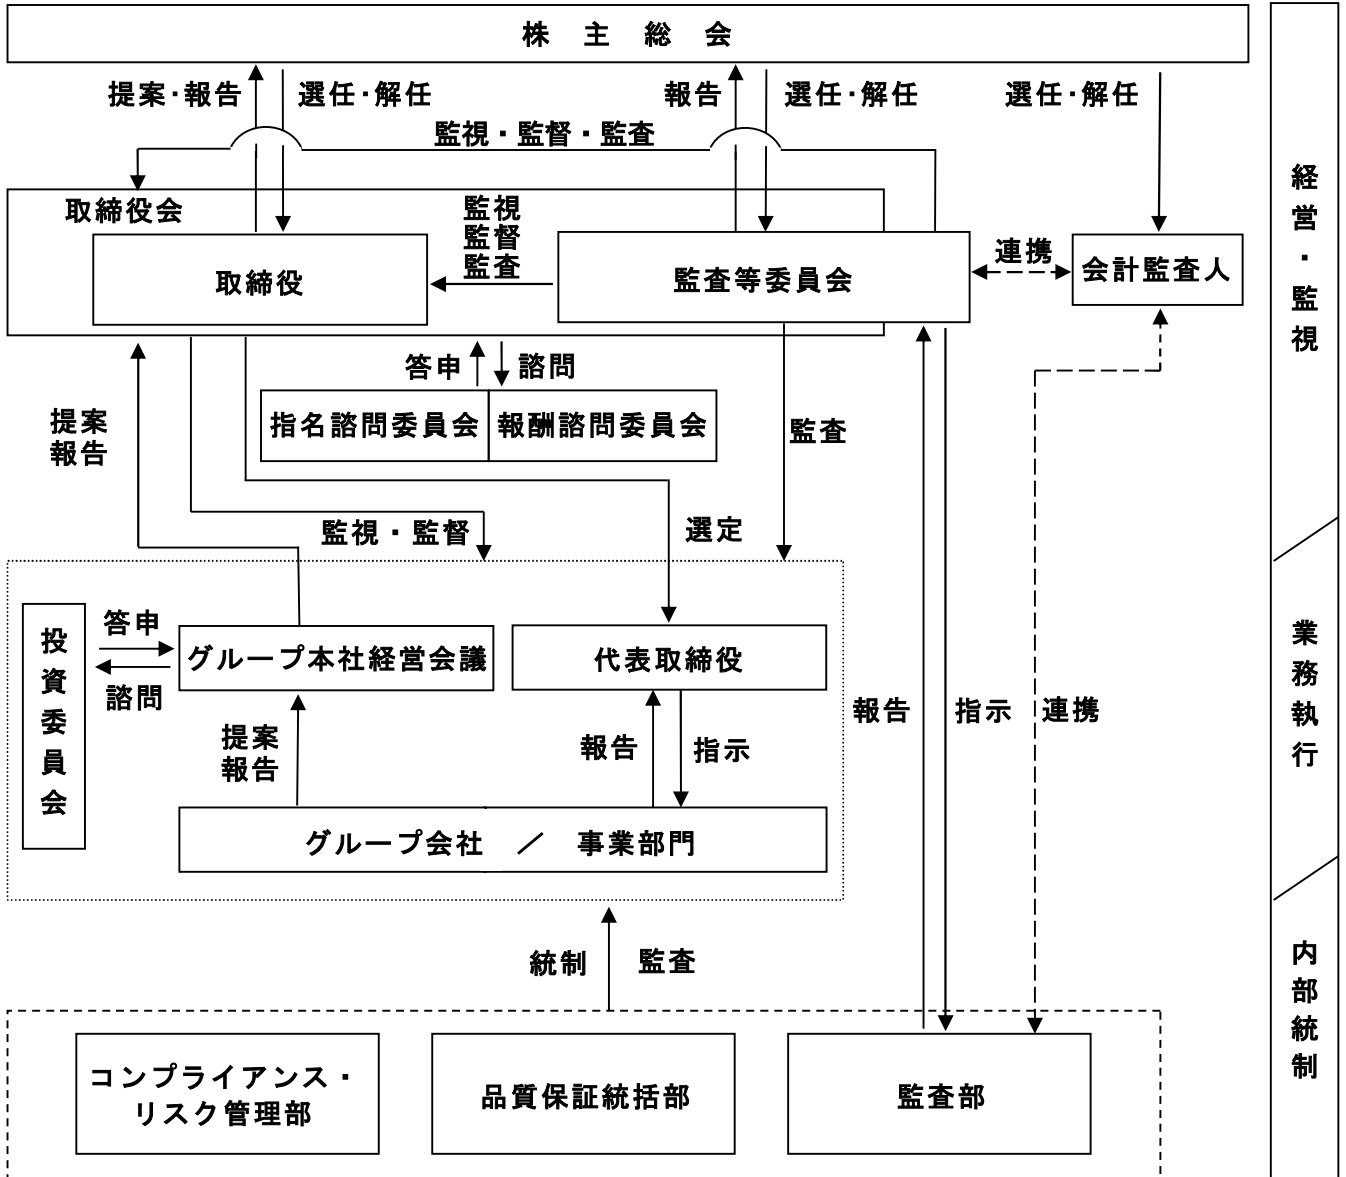 株 主 総 会
提案・報告
選任・解任
報告
選任・解任
選任・解任
監視・監督・監査
取締役会
取締役
監視
監督
監査
監査等委員会
連携
会計監査人
答申
諮問
指名諮問委員会
報酬諮問委員会
提案
報告
監査
監視・監督
選定
投資委員会
答申
諮問
グループ本社経営会議
代表取締役
提案
報告
報告
指示
グループ会社 ／ 事業部門
報告
指示
連携
統制
監査
コンプライアンス・
リスク管理部
品質保証統括部
監査部
経営・監視
業務執行
内部統制